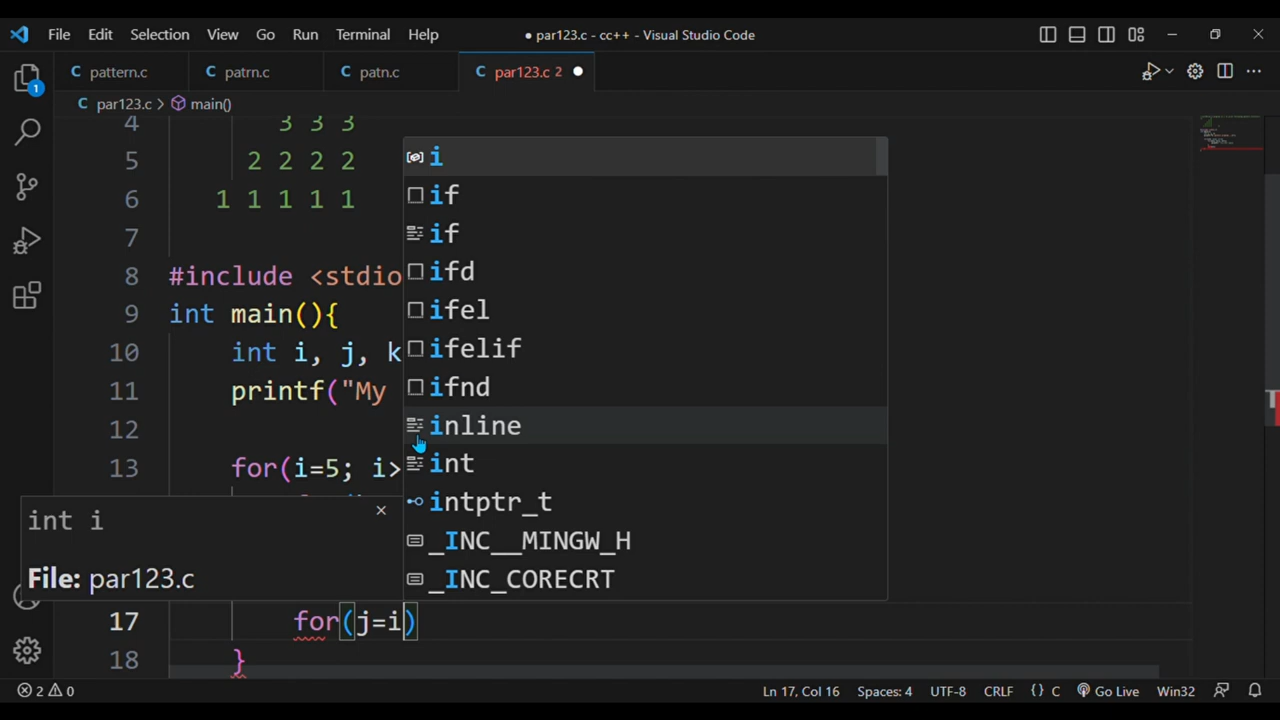 File Edit Selection View Go Run Terminal Help ● par123.c - cc++ - Visual Studio Code
1
C pattern.c C patrn.c C patn.c C par123.c 2 ●
C par123.c > main()
4 3 3 3
5 2 2 2 2
6 1 1 1 1 1
7
8 #include <stdio
9 int main(){
10 int i, j, k
11 printf("My
12
13 for(i=5; i>
i
if
if
ifd
ifel
ifelif
ifnd
inline
int
intptr_t
_INC__MINGW_H
_INC_CORECRT
int i
File: par123.c
17 for(j=i)
18 }
2 0 Ln 17, Col 16 Spaces: 4 UTF-8 CRLF {} C Go Live Win32